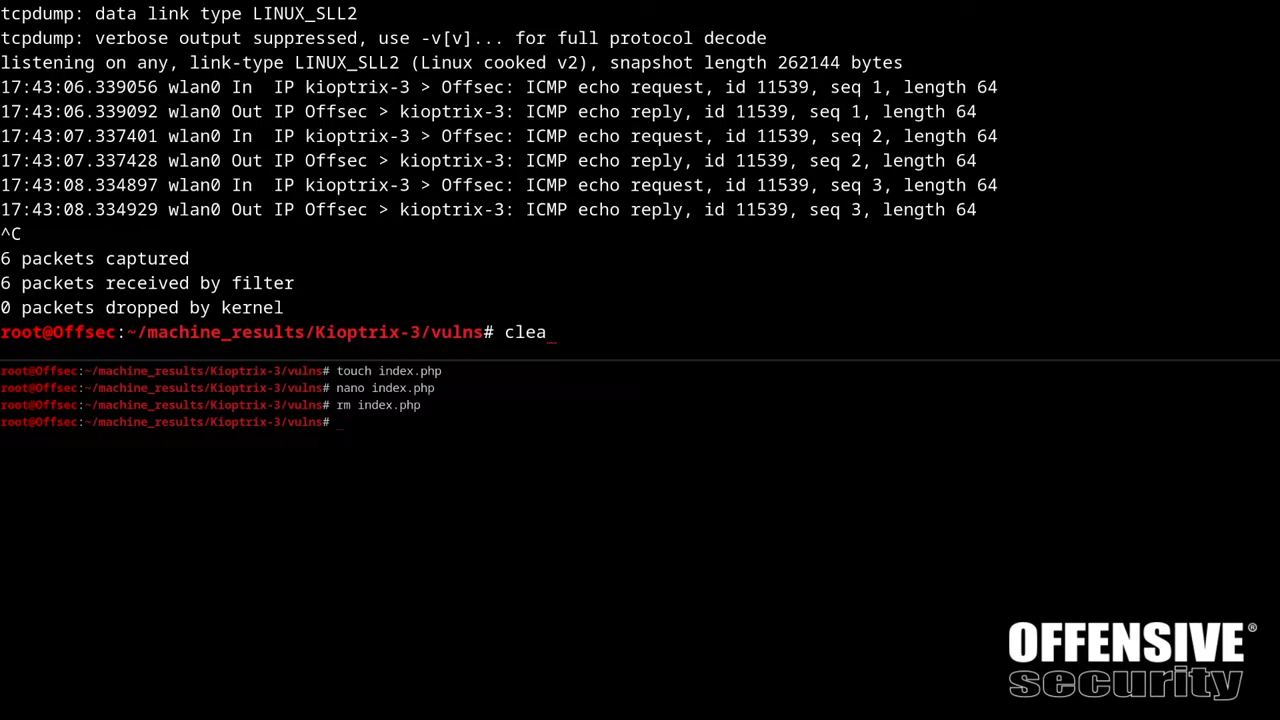 tcpdump: data link type LINUX_SLL2
tcpdump: verbose output suppressed, use -v[v]... for full protocol decode
listening on any, link-type LINUX_SLL2 (Linux cooked v2), snapshot length 262144 bytes
17:43:06.339056 wlan0 In  IP kioptrix-3 > Offsec: ICMP echo request, id 11539, seq 1, length 64
17:43:06.339092 wlan0 Out IP Offsec > kioptrix-3: ICMP echo reply, id 11539, seq 1, length 64
17:43:07.337401 wlan0 In  IP kioptrix-3 > Offsec: ICMP echo request, id 11539, seq 2, length 64
17:43:07.337428 wlan0 Out IP Offsec > kioptrix-3: ICMP echo reply, id 11539, seq 2, length 64
17:43:08.334897 wlan0 In  IP kioptrix-3 > Offsec: ICMP echo request, id 11539, seq 3, length 64
17:43:08.334929 wlan0 Out IP Offsec > kioptrix-3: ICMP echo reply, id 11539, seq 3, length 64
^C
6 packets captured
6 packets received by filter
0 packets dropped by kernel
root@Offsec:~/machine_results/Kioptrix-3/vulns# clea_
root@Offsec:~/machine_results/Kioptrix-3/vulns# touch index.php
root@Offsec:~/machine_results/Kioptrix-3/vulns# nano index.php
root@Offsec:~/machine_results/Kioptrix-3/vulns# rm index.php
root@Offsec:~/machine_results/Kioptrix-3/vulns# _
OFFENSIVE®
security